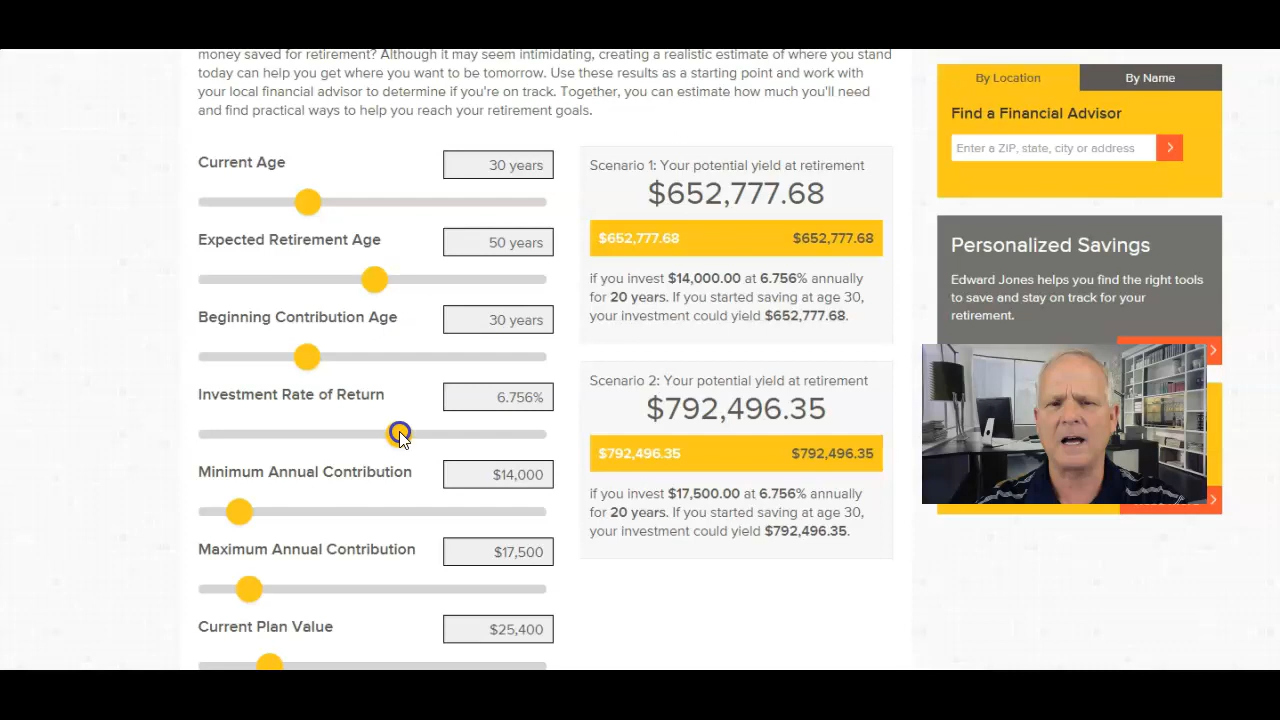 money saved for retirement? Although it may seem intimidating, creating a realistic estimate of where you stand
today can help you get where you want to be tomorrow. Use these results as a starting point and work with
your local financial advisor to determine if you're on track. Together, you can estimate how much you'll need
and find practical ways to help you reach your retirement goals.
Current Age
30 years
Expected Retirement Age
50 years
Beginning Contribution Age
30 years
Investment Rate of Return
6.756%
Minimum Annual Contribution
$14,000
Maximum Annual Contribution
$17,500
Current Plan Value
$25,400
Scenario 1: Your potential yield at retirement
$652,777.68
$652,777.68 $652,777.68
if you invest $14,000.00 at 6.756% annually
for 20 years. If you started saving at age 30,
your investment could yield $652,777.68.
Scenario 2: Your potential yield at retirement
$792,496.35
$792,496.35 $792,496.35
if you invest $17,500.00 at 6.756% annually
for 20 years. If you started saving at age 30,
your investment could yield $792,496.35.
By Location By Name
Find a Financial Advisor
Enter a ZIP, state, city or address
Personalized Savings
Edward Jones helps you find the right tools
to save and stay on track for your
retirement.